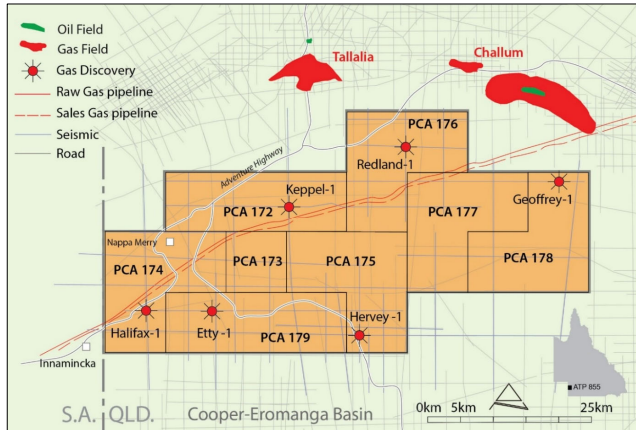 Oil Field
Gas Field
Gas Discovery
Raw Gas pipeline
Sales Gas pipeline
Seismic
Road
Tallalia
Challum
PCA 176
Redland-1
Adventure Highway
Keppel-1
Geoffrey-1
PCA 172
PCA 177
Nappa Merry
PCA 174
PCA 173
PCA 175
PCA 178
Halifax-1
Etty-1
Hervey -1
PCA 179
Innamincka
ATP 855
S.A. QLD.
Cooper-Eromanga Basin
0km 5km 25km